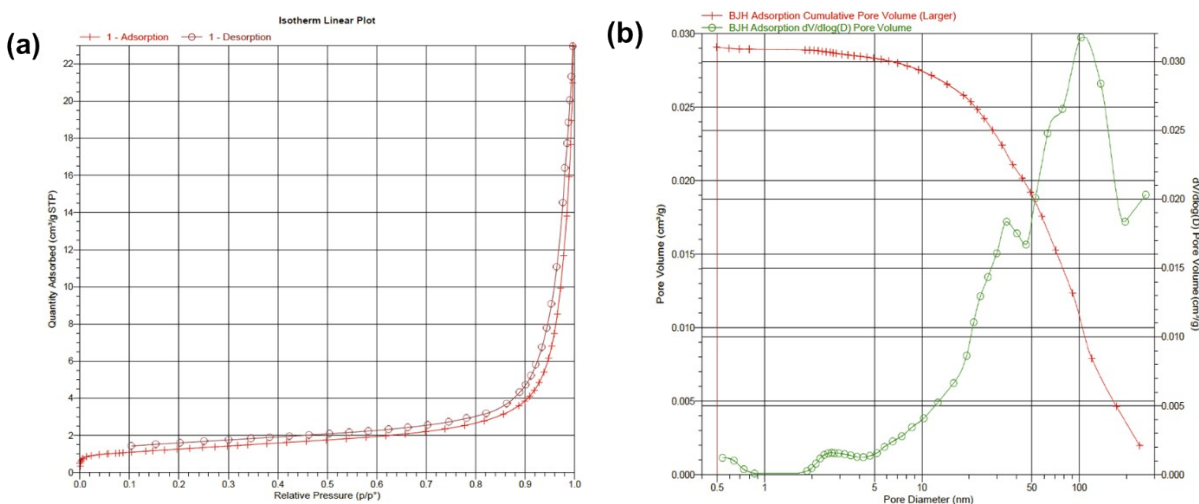 (a)
Isotherm Linear Plot
1 - Adsorption 1 - Desorption
Quantity Adsorbed (cm³/g STP)
22
20
18
16
14
12
10
8
6
4
2
0
0.0 0.1 0.2 0.3 0.4 0.5 0.6 0.7 0.8 0.9 1.0
Relative Pressure (p/p°)
(b)
BJH Adsorption Cumulative Pore Volume (Larger)
BJH Adsorption dV/dlog(D) Pore Volume
Pore Volume (cm³/g)
0.030
0.025
0.020
0.015
0.010
0.005
0.000
0.5 1 5 10 50 100
Pore Diameter (nm)
0.030
0.025
0.020
0.015
0.010
0.005
0.000
dV/dlog(D) Pore Volume (cm³/g)